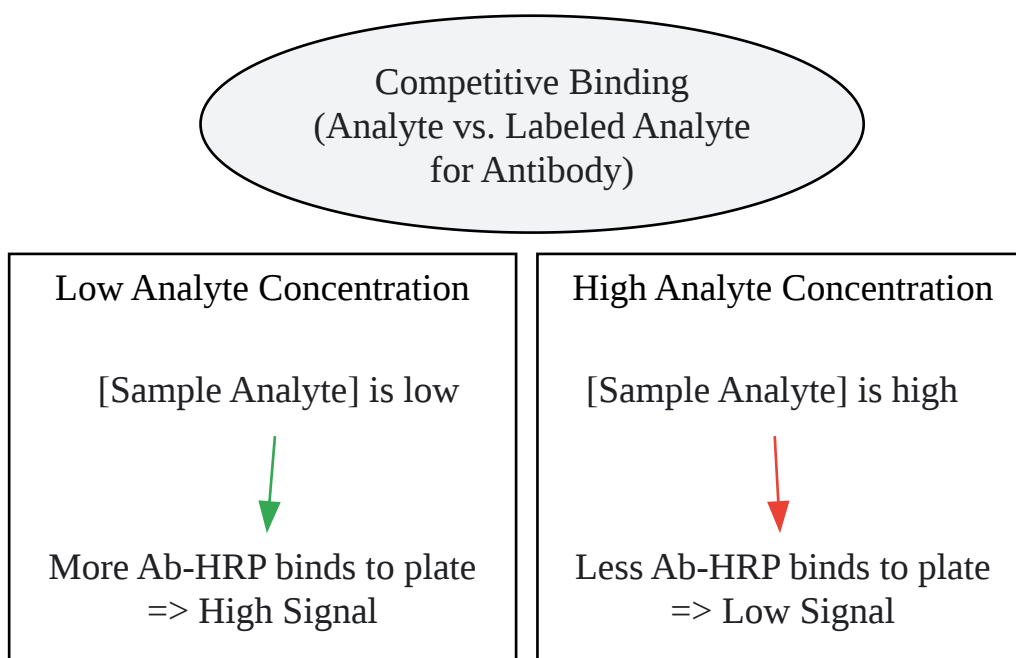 Competitive Binding
(Analyte vs. Labeled Analyte
for Antibody)
Low Analyte Concentration
[Sample Analyte] is low
More Ab-HRP binds to plate
=> High Signal
High Analyte Concentration
[Sample Analyte] is high
Less Ab-HRP binds to plate
=> Low Signal